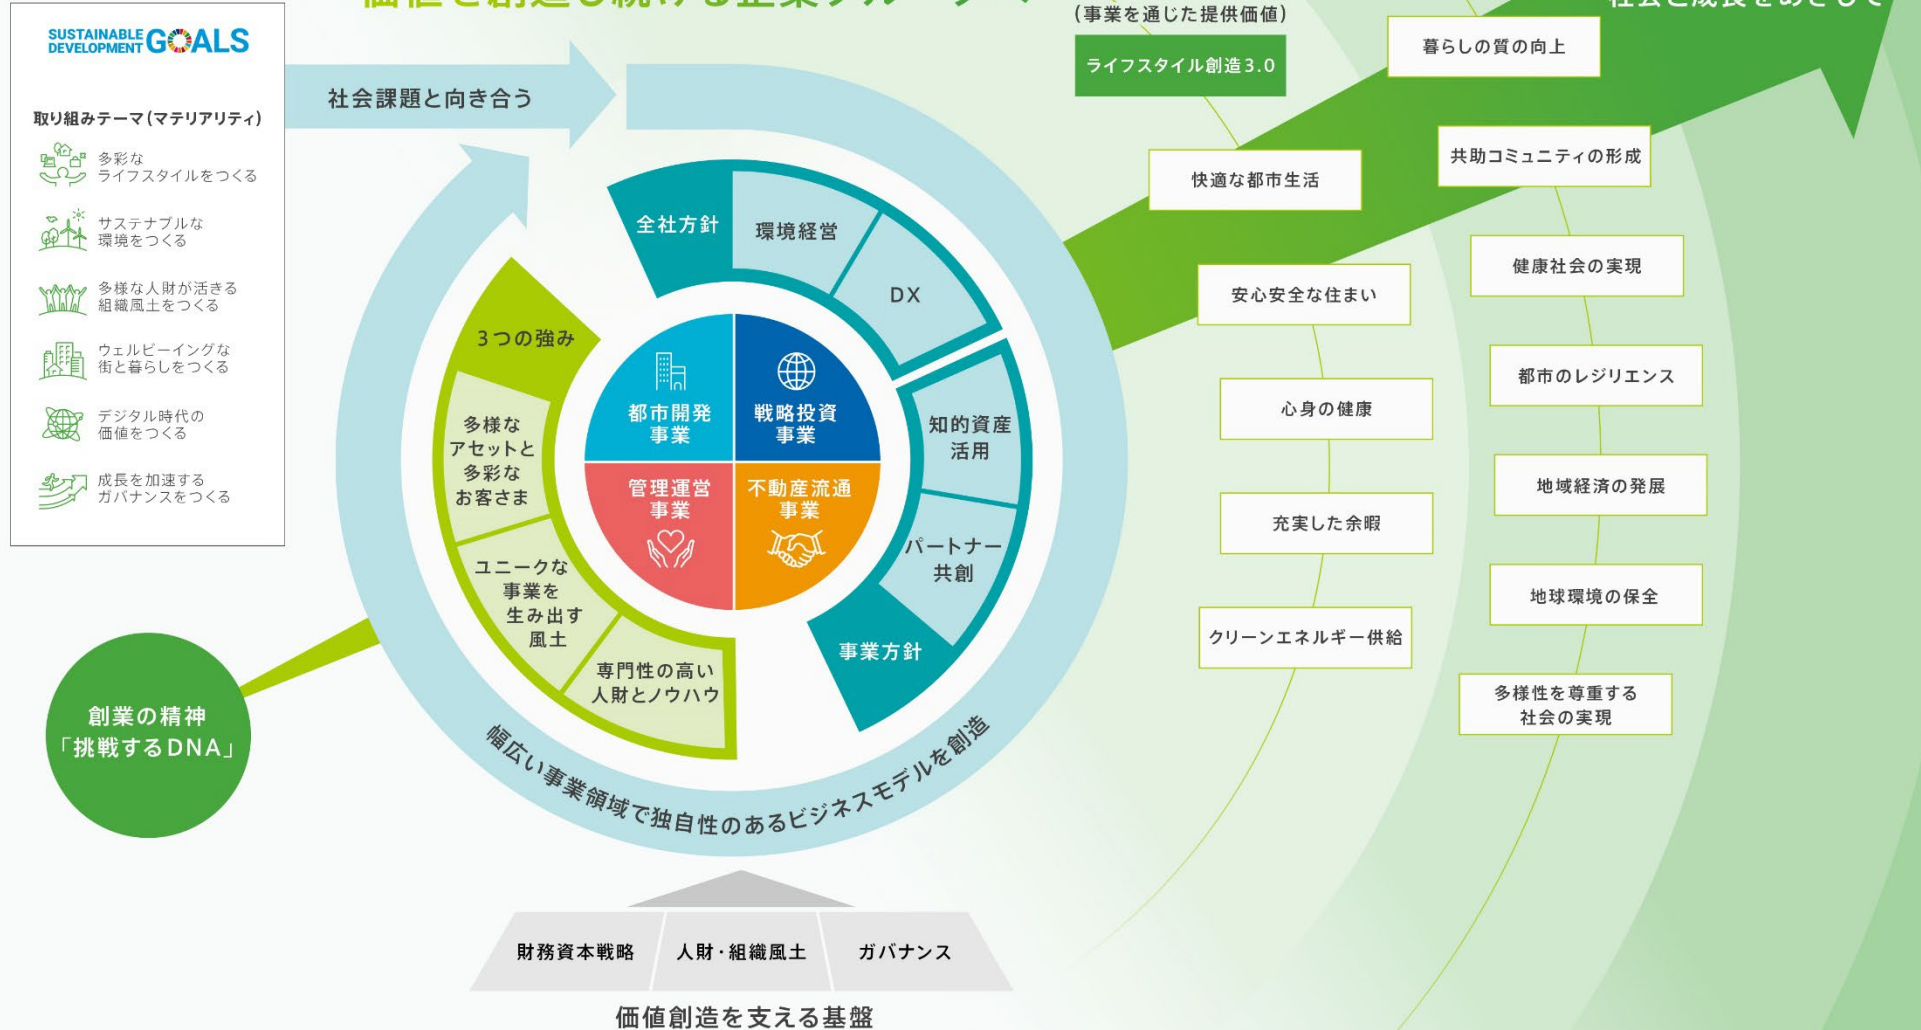 (事業を通じた提供価値)
ライフスタイル創造3.0
SUSTAINABLE
DEVELOPMENT GOALS
取り組みテーマ(マテリアリティ)
多彩な
ライフスタイルをつくる
サステナブルな
環境をつくる
多様な人財が活きる
組織風土をつくる
ウェルビーイングな
街と暮らしをつくる
デジタル時代の
価値をつくる
成長を加速する
ガバナンスをつくる
社会課題と向き合う
創業の精神
「挑戦するDNA」
全社方針
環境経営
DX
3つの強み
多様な
アセットと
多彩な
お客さま
ユニークな
事業を
生み出す
風土
専門性の高い
人財とノウハウ
都市開発
事業
戦略投資
事業
管理運営
事業
不動産流通
事業
知的資産
活用
パートナー
共創
事業方針
幅広い事業領域で独自性のあるビジネスモデルを創造
財務資本戦略
人財・組織風土
ガバナンス
価値創造を支える基盤
快適な都市生活
安心安全な住まい
心身の健康
充実した余暇
クリーンエネルギー供給
暮らしの質の向上
共助コミュニティの形成
健康社会の実現
都市のレジリエンス
地域経済の発展
地球環境の保全
多様性を尊重する
社会の実現